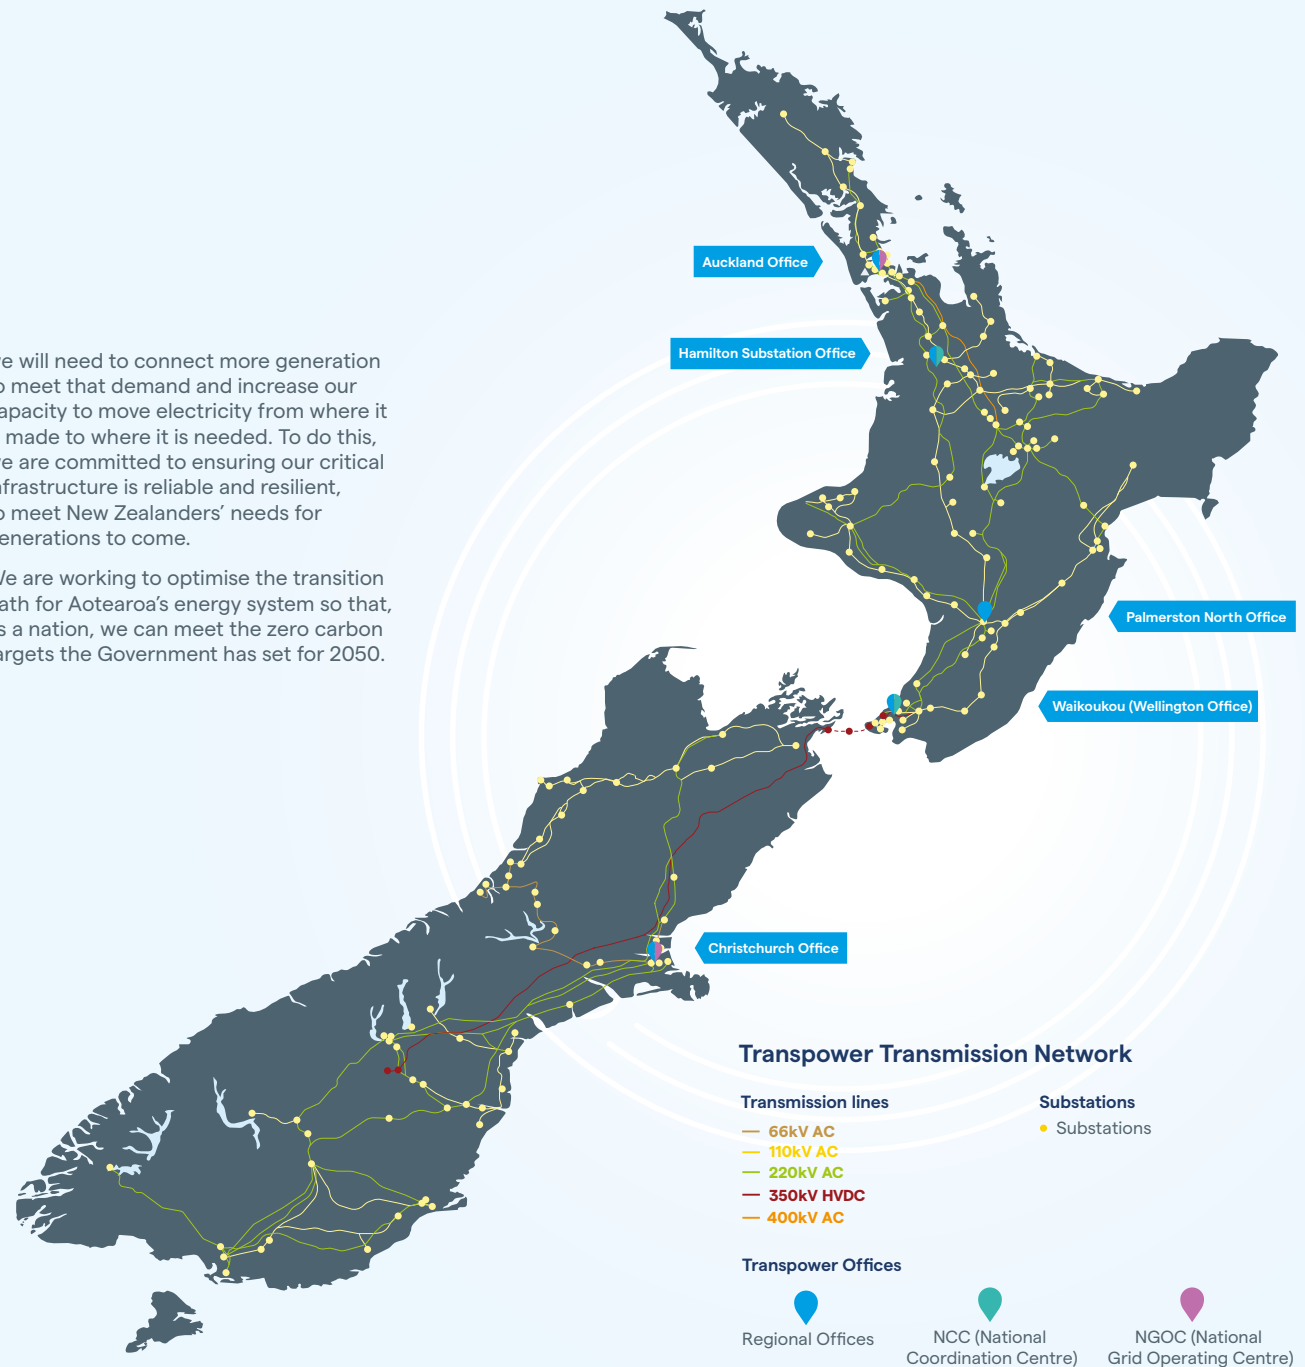 Auckland Office
Hamilton Substation Office
e will need to connect more generation
o meet that demand and increase our
apacity to move electricity from where it
made to where it is needed. To do this,
e are committed to ensuring our critical
frastructure is reliable and resilient,
o meet New Zealanders’ needs for
enerations to come.
e are working to optimise the transition
ath for Aotearoa’s energy system so that,
s a nation, we can meet the zero carbon
argets the Government has set for 2050.
Palmerston North Office
Waikoukou (Wellington Office)
Christchurch Office
Transpower Transmission Network
Transmission lines
66kV AC
110kV AC
220kV AC
350kV HVDC
400kV AC
Substations
Substations
Transpower Offices
Regional Offices
NCC (National
Coordination Centre)
NGOC (National
Grid Operating Centre)